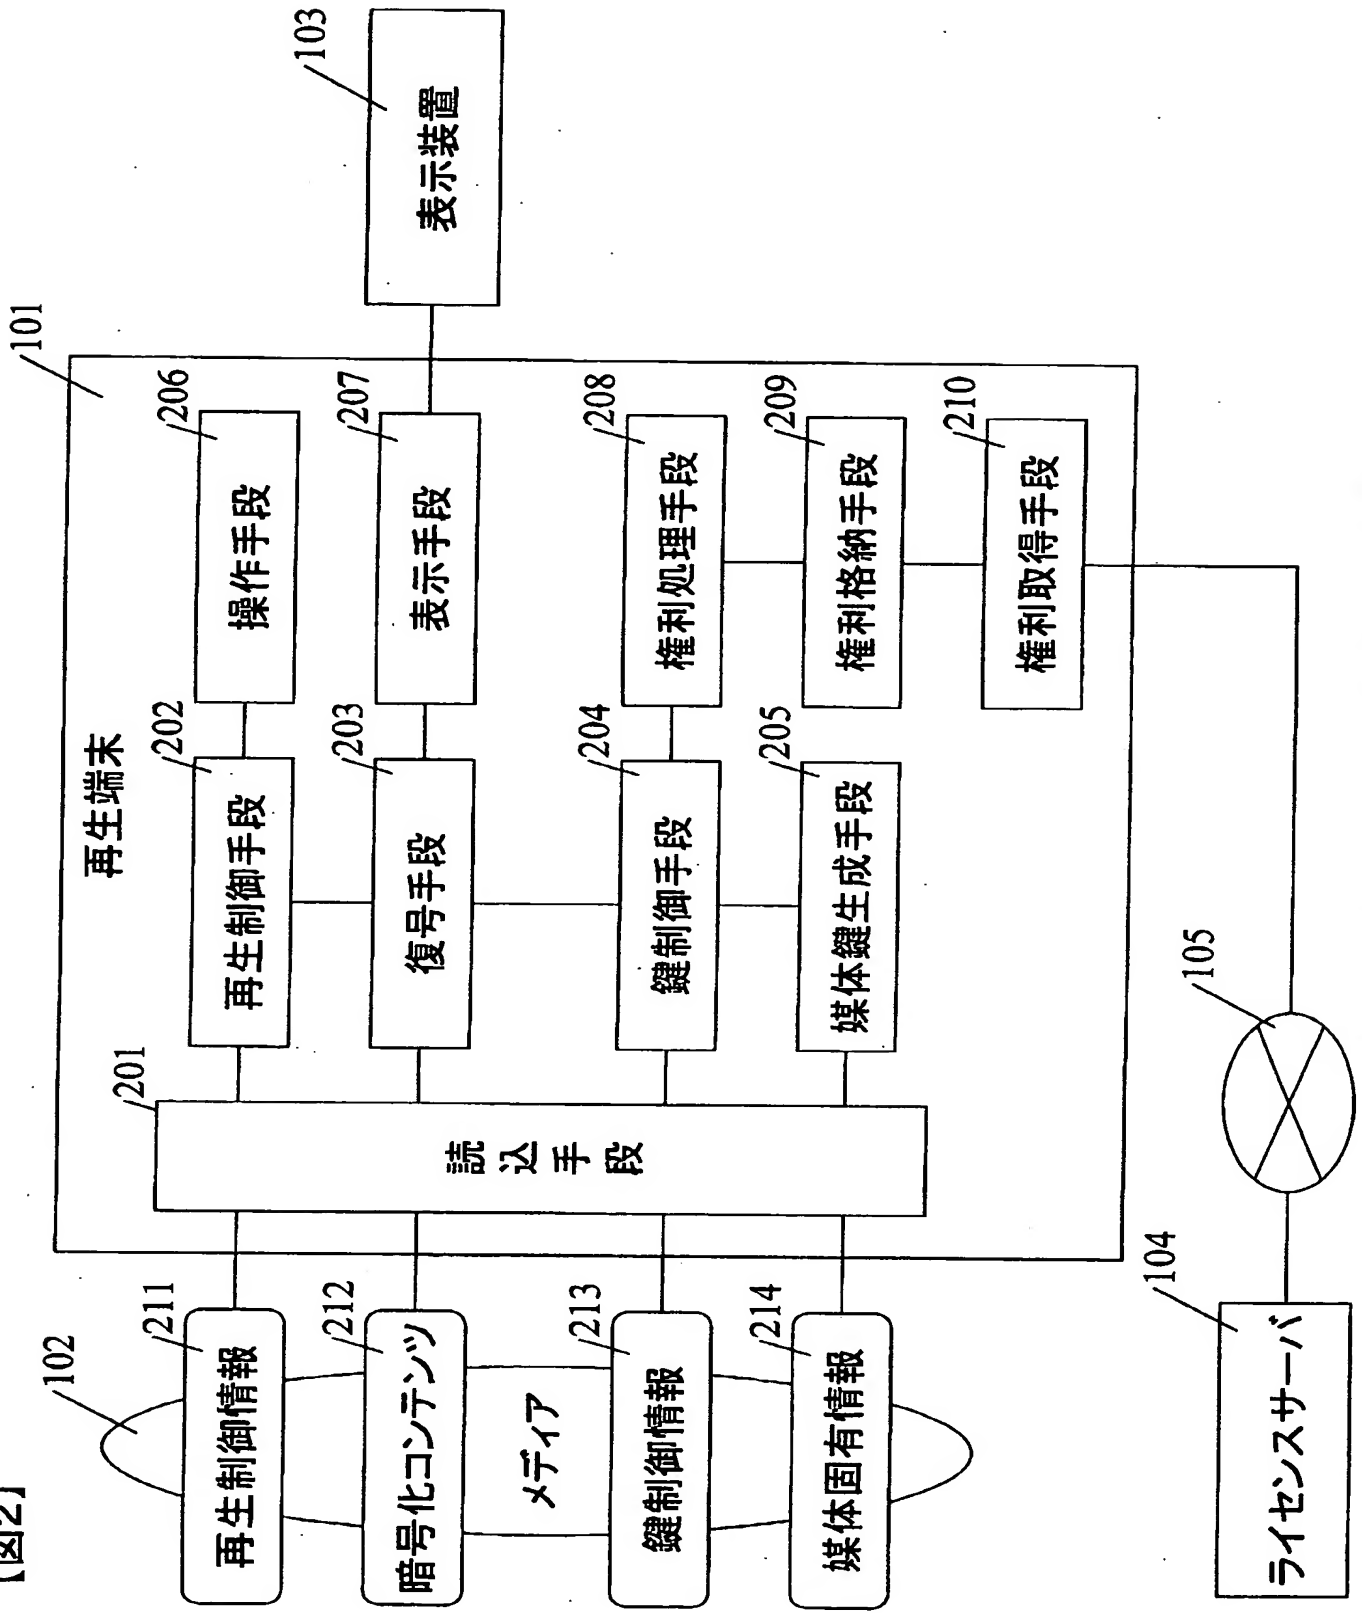 【図2】
102
211
再生制御情報
212
暗号化コンテンツ
メディア
213
鍵制御情報
214
媒体固有情報
101
再生端末
201
読込手段
202
再生制御手段
203
復号手段
204
鍵制御手段
205
媒体鍵生成手段
206
操作手段
207
表示手段
208
権利処理手段
209
権利格納手段
210
権利取得手段
103
表示装置
104
ライセンスサーバ
105